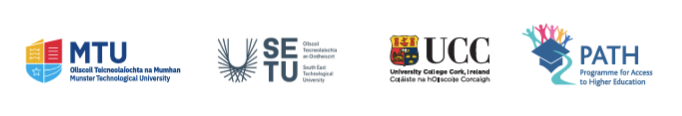 MTU
Ollscoil Teicneolaíochta na Mumhan
Munster Technological University
SE
TU
Ollscoil
Teicneolaíochta
an Oirdheiscirt
South East
Technological
University
UCC
University College Cork, Ireland
Coláiste na hOllscoile Corcaigh
PATH
Programme for Access
to Higher Education